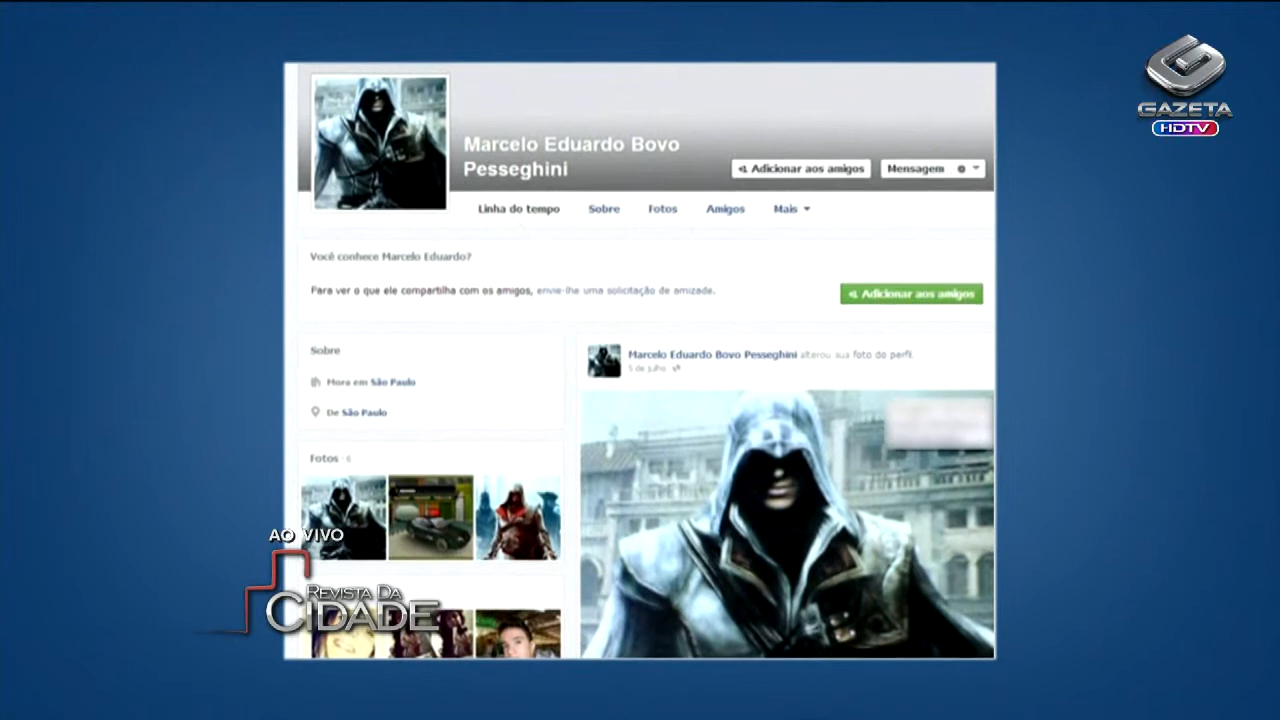 GAZETA
HDTV
Marcelo Eduardo Bovo
Pesseghini
Adicionar aos amigos
Mensagem
Linha do tempo
Sobre
Fotos
Amigos
Mais
Você conhece Marcelo Eduardo?
Para ver o que ele compartilha com os amigos, envie-lhe uma solicitação de amizade.
Adicionar aos amigos
Sobre
Mora em São Paulo
De São Paulo
Fotos · 6
Marcelo Eduardo Bovo Pesseghini alterou sua foto do perfil.
5 de julho
AO VIVO
REVISTA DA
CIDADE